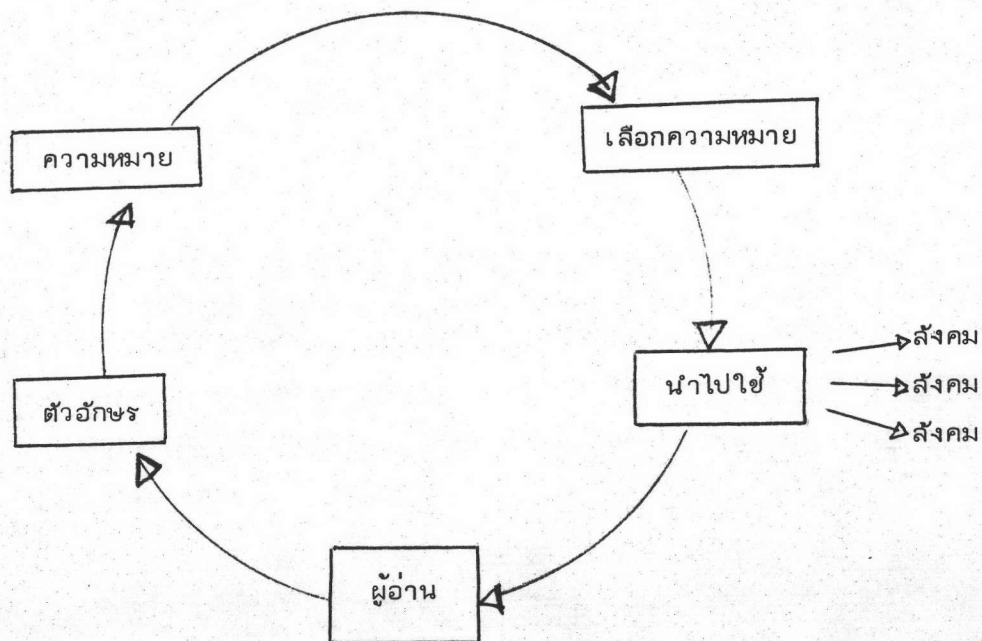 ความหมาย
เลือกความหมาย
นำไปใช้
สังคม
สังคม
สังคม
ตัวอักษร
ผู้อ่าน